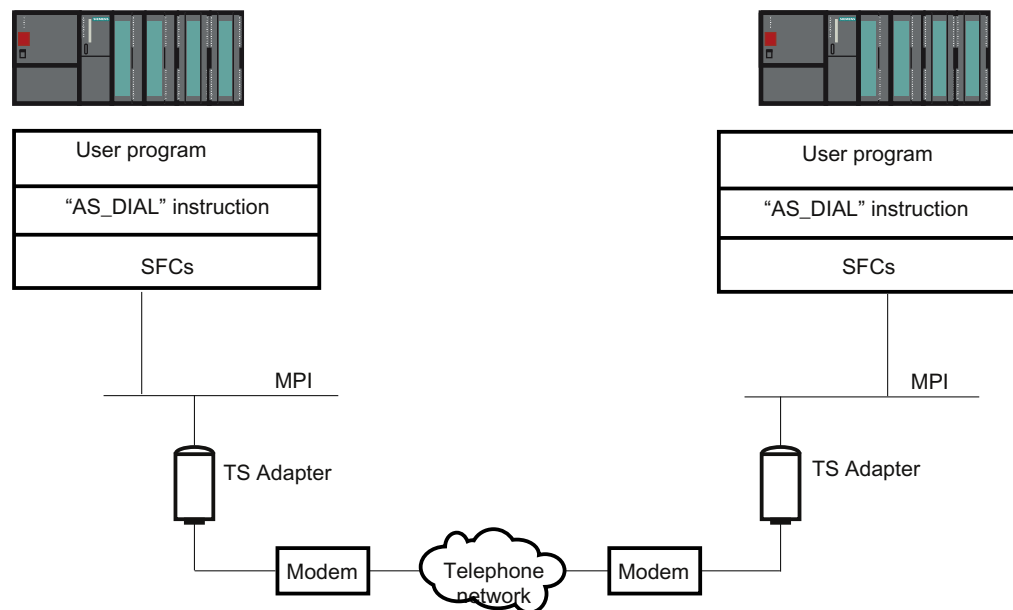 User program
“AS_DIAL” instruction
SFCs
MPI
TS Adapter
Modem
Telephone
network
Modem
TS Adapter
MPI
User program
“AS_DIAL” instruction
SFCs